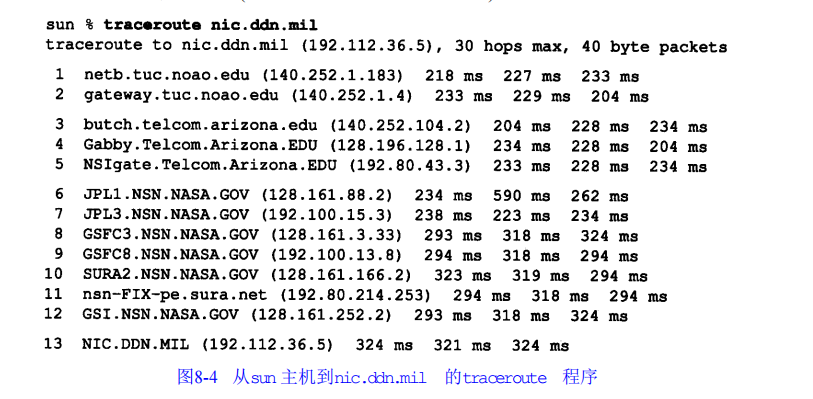 sun % traceroute nic.ddn.mil
traceroute to nic.ddn.mil (192.112.36.5), 30 hops max, 40 byte packets
1 netb.tuc.noao.edu (140.252.1.183) 218 ms 227 ms 233 ms
2 gateway.tuc.noao.edu (140.252.1.4) 233 ms 229 ms 204 ms
3 butch.telcom.arizona.edu (140.252.104.2) 204 ms 228 ms 234 ms
4 Gabby.Telcom.Arizona.EDU (128.196.128.1) 234 ms 228 ms 204 ms
5 NSIgate.Telcom.Arizona.EDU (192.80.43.3) 233 ms 228 ms 234 ms
6 JPL1.NSN.NASA.GOV (128.161.88.2) 234 ms 590 ms 262 ms
7 JPL3.NSN.NASA.GOV (192.100.15.3) 238 ms 223 ms 234 ms
8 GSFC3.NSN.NASA.GOV (128.161.3.33) 293 ms 318 ms 324 ms
9 GSFC8.NSN.NASA.GOV (192.100.13.8) 294 ms 318 ms 294 ms
10 SURA2.NSN.NASA.GOV (128.161.166.2) 323 ms 319 ms 294 ms
11 nsn-FIX-pe.sura.net (192.80.214.253) 294 ms 318 ms 294 ms
12 GSI.NSN.NASA.GOV (128.161.252.2) 293 ms 318 ms 324 ms
13 NIC.DDN.MIL (192.112.36.5) 324 ms 321 ms 324 ms
图8-4 从sun 主机到nic.ddn.mil 的traceroute 程序